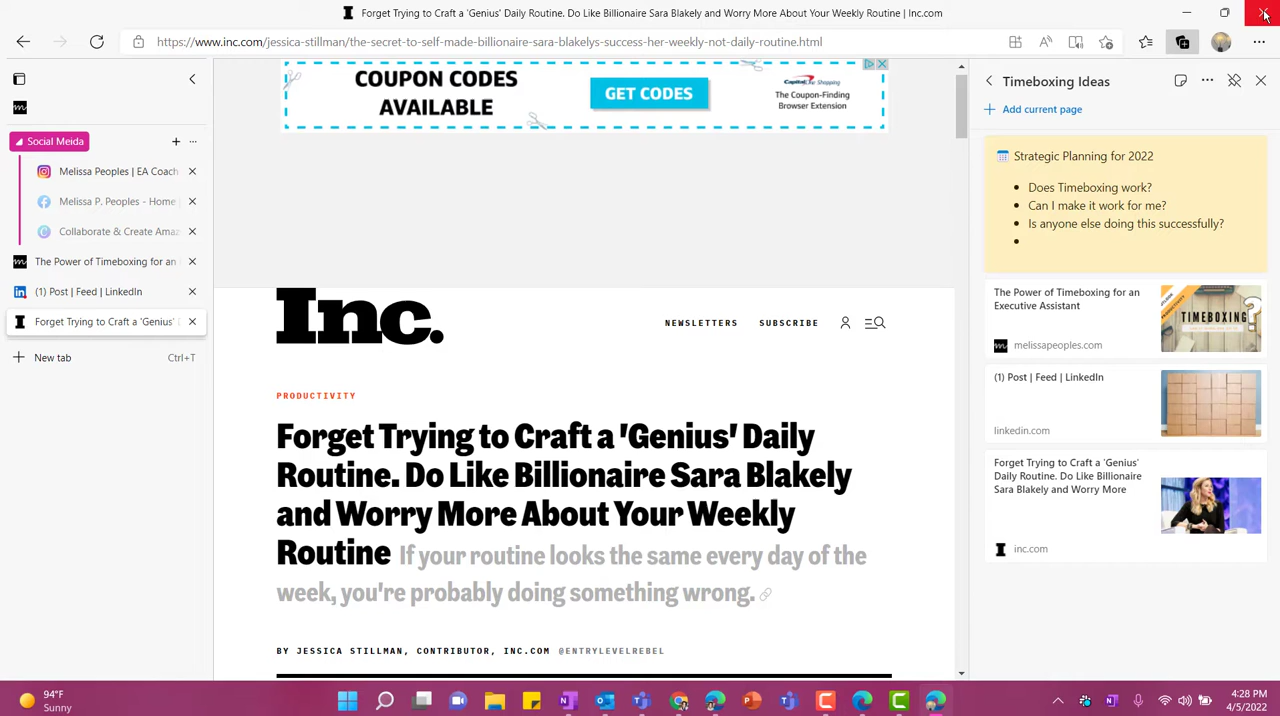 Forget Trying to Craft a 'Genius' Daily Routine. Do Like Billionaire Sara Blakely and Worry More About Your Weekly Routine | Inc.com
https://www.inc.com/jessica-stillman/the-secret-to-self-made-billionaire-sara-blakelys-success-her-weekly-not-daily-routine.html
Social Meida
Melissa Peoples | EA Coach
Melissa P. Peoples - Home
Collaborate & Create Amaz
The Power of Timeboxing for an
(1) Post | Feed | LinkedIn
Forget Trying to Craft a 'Genius'
New tab
Ctrl+T
COUPON CODES
AVAILABLE
GET CODES
Capital One Shopping
The Coupon-Finding
Browser Extension
Inc.
NEWSLETTERS
SUBSCRIBE
PRODUCTIVITY
Forget Trying to Craft a 'Genius' Daily
Routine. Do Like Billionaire Sara Blakely
and Worry More About Your Weekly
Routine If your routine looks the same every day of the
week, you're probably doing something wrong.
BY JESSICA STILLMAN, CONTRIBUTOR, INC.COM @ENTRYLEVELREBEL
Timeboxing Ideas
Add current page
Strategic Planning for 2022
Does Timeboxing work?
Can I make it work for me?
Is anyone else doing this successfully?
The Power of Timeboxing for an
Executive Assistant
melissapeoples.com
TIMEBOXING
(1) Post | Feed | LinkedIn
linkedin.com
Forget Trying to Craft a 'Genius'
Daily Routine. Do Like Billionaire
Sara Blakely and Worry More
inc.com
94°F
Sunny
4:28 PM
4/5/2022